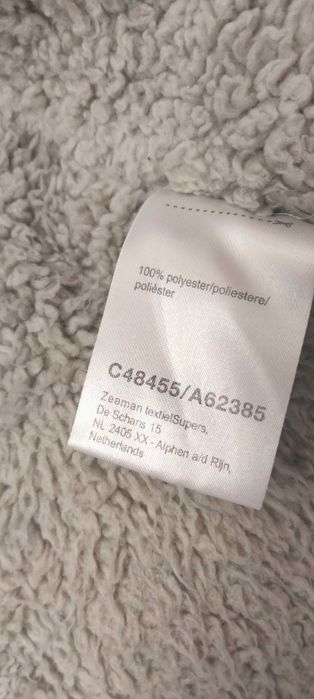 100% polyester/poliestere/
poliéster
C48455/A62385
Zeeman textielSupers,
De Schans 15
NL 2405 XX - Alphen a/d Rijn,
Netherlands